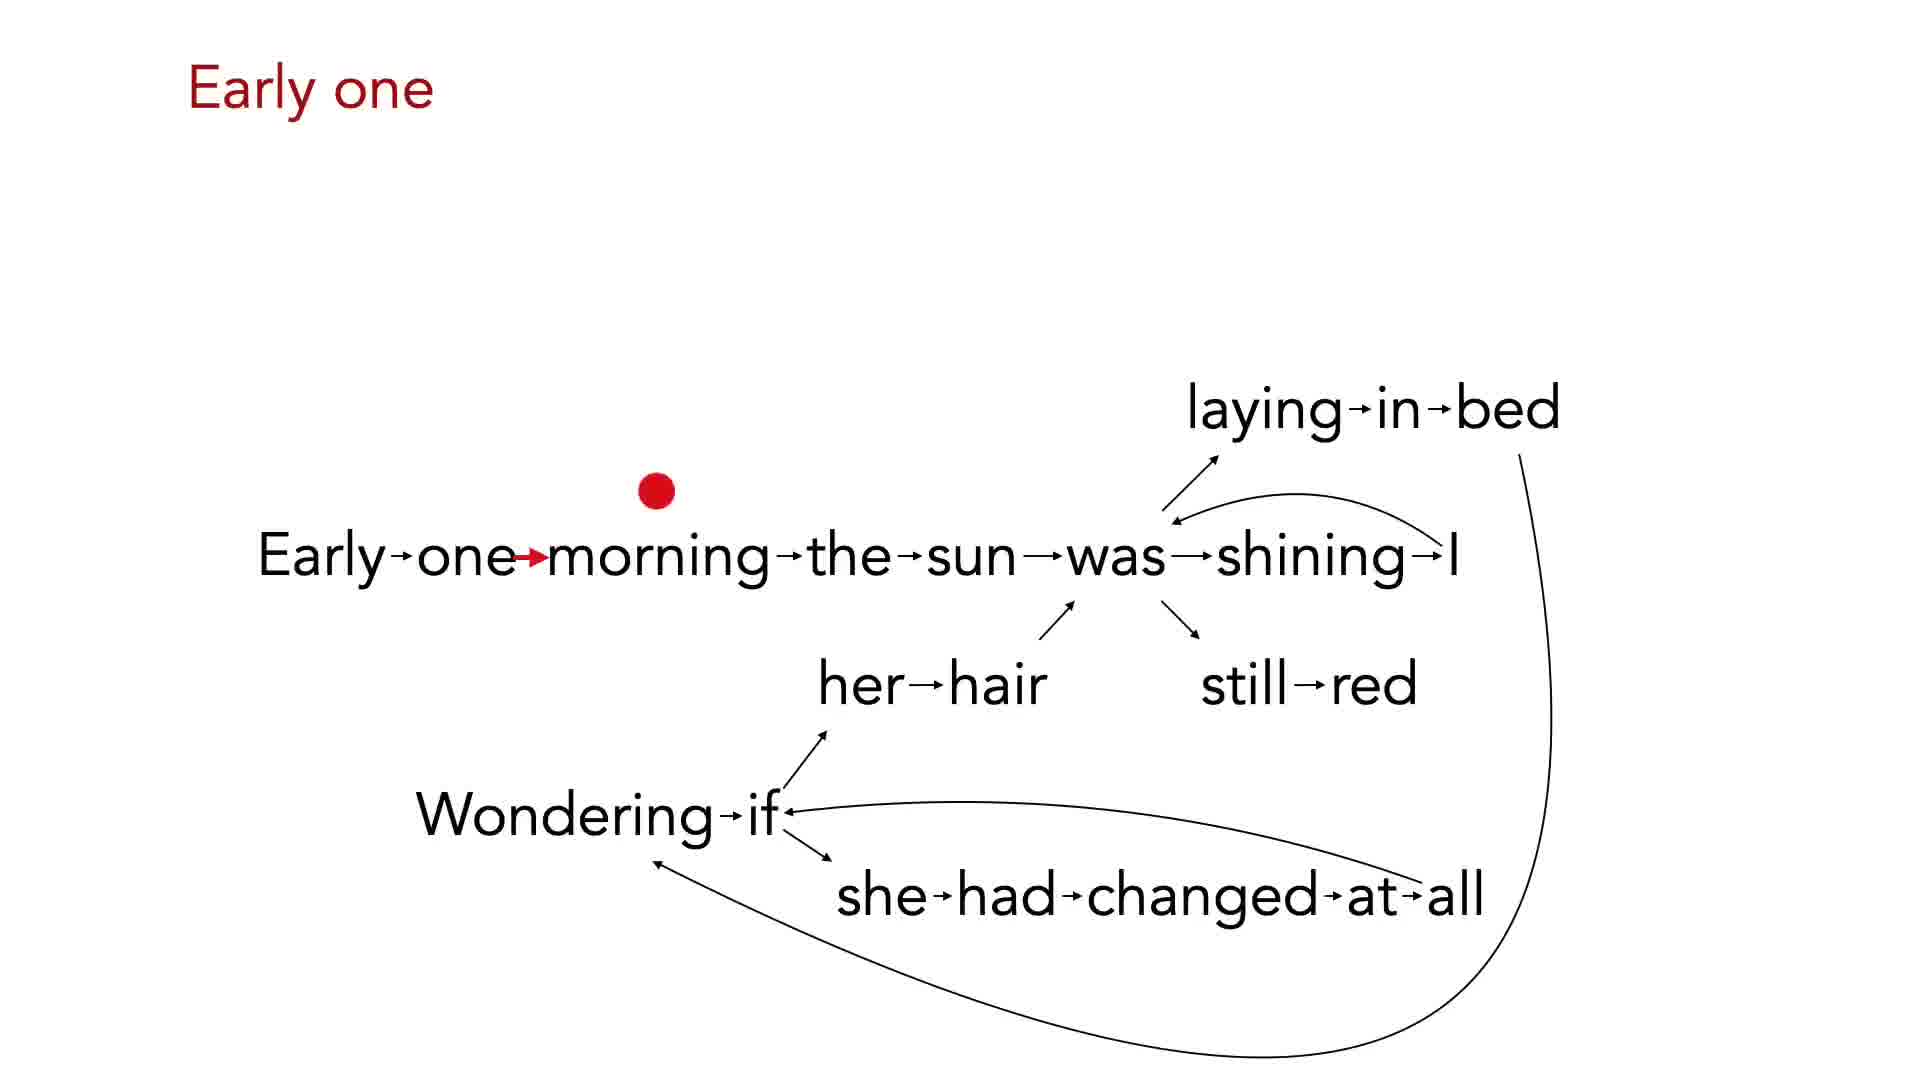 Early one
laying→in→bed
Early→one→morning→the→sun→was→shining→I
her→hair
still→red
Wondering→if
she→had→changed→at→all